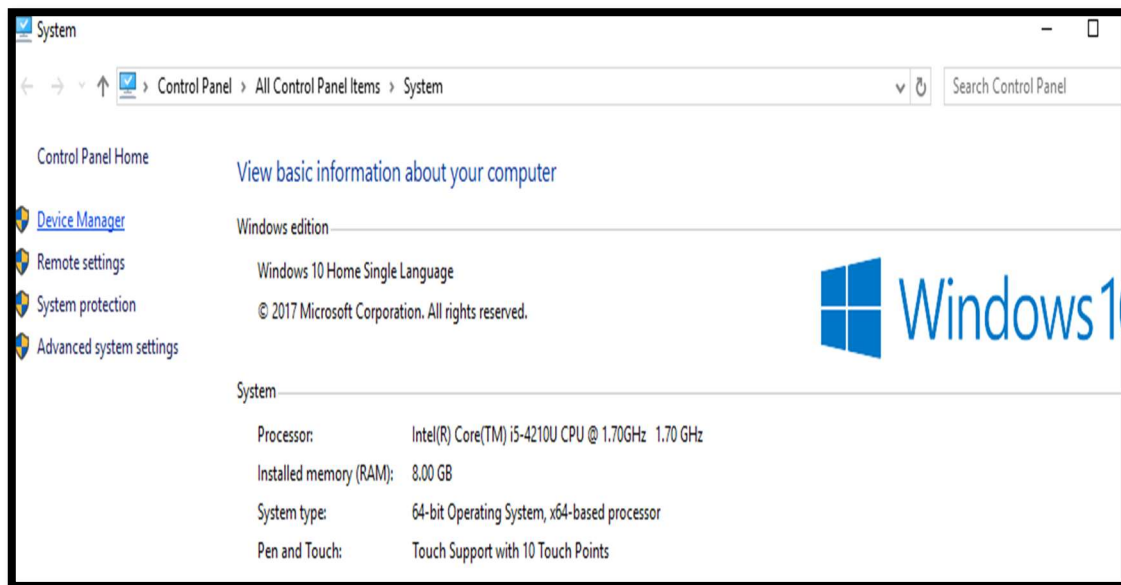 System
Control Panel > All Control Panel Items > System
Search Control Panel
Control Panel Home
Device Manager
Remote settings
System protection
Advanced system settings
View basic information about your computer
Windows edition
Windows 10 Home Single Language
© 2017 Microsoft Corporation. All rights reserved.
Windows 10
System
Processor: Intel(R) Core(TM) i5-4210U CPU @ 1.70GHz 1.70 GHz
Installed memory (RAM): 8.00 GB
System type: 64-bit Operating System, x64-based processor
Pen and Touch: Touch Support with 10 Touch Points